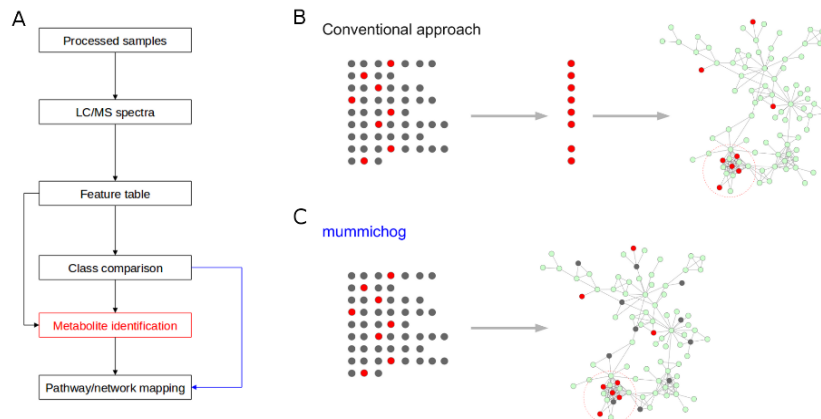 A
Processed samples
LC/MS spectra
Feature table
Class comparison
Metabolite identification
Pathway/network mapping
B
Conventional approach
C
mummichog